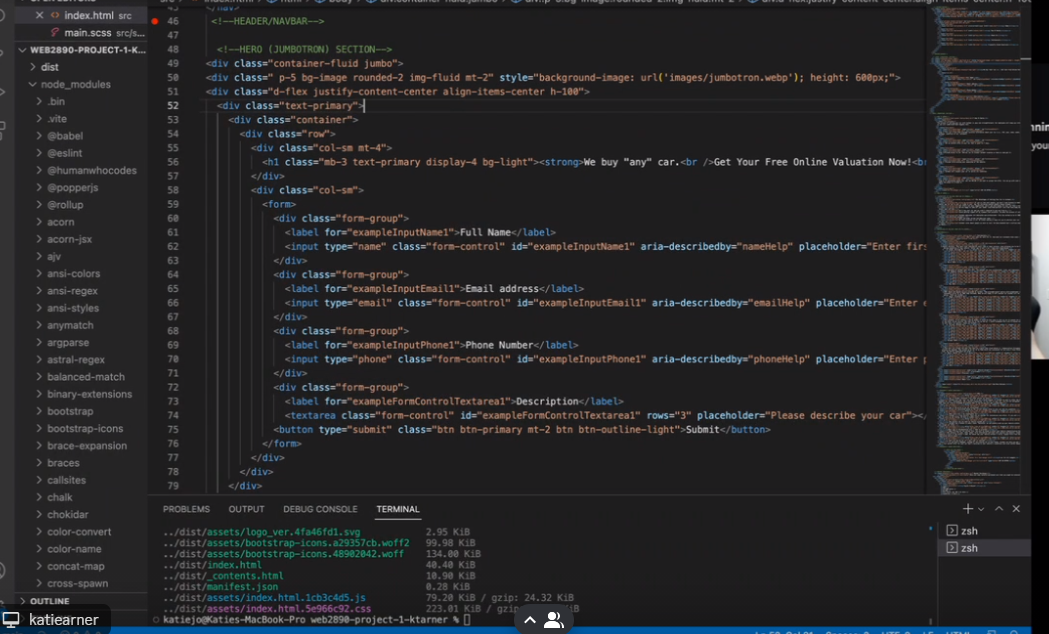 index.html src
main.scss src/s...
WEB2890-PROJECT-1-K...
dist
node_modules
.bin
.vite
@babel
@eslint
@humanwhocodes
@popperjs
@rollup
acorn
acorn-jsx
ajv
ansi-colors
ansi-regex
ansi-styles
anymatch
argparse
astral-regex
balanced-match
binary-extensions
bootstrap
bootstrap-icons
brace-expansion
braces
callsites
chalk
chokidar
color-convert
color-name
concat-map
cross-spawn
OUTLINE
katiejerner
45 </nav>
46 <!--HEADER/NAVBAR-->
47
48 <!--HERO (JUMBOTRON) SECTION-->
49 <div class="container-fluid jumbo">
50 <div class=" p-5 bg-image rounded-2 img-fluid mt-2" style="background-image: url('images/jumbotron.webp'); height: 600px;">
51 <div class="d-flex justify-content-center align-items-center h-100">
52 <div class="text-primary">
53 <div class="container">
54 <div class="row">
55 <div class="col-sm mt-4">
56 <h1 class="mb-3 text-primary display-4 bg-light"><strong>We buy "any" car.<br />Get Your Free Online Valuation Now!<b
57 </div>
58 <div class="col-sm">
59 <form>
60 <div class="form-group">
61 <label for="exampleInputName1">Full Name</label>
62 <input type="name" class="form-control" id="exampleInputName1" aria-describedby="nameHelp" placeholder="Enter firs
63 </div>
64 <div class="form-group">
65 <label for="exampleInputEmail1">Email address</label>
66 <input type="email" class="form-control" id="exampleInputEmail1" aria-describedby="emailHelp" placeholder="Enter e
67 </div>
68 <div class="form-group">
69 <label for="exampleInputPhone1">Phone Number</label>
70 <input type="phone" class="form-control" id="exampleInputPhone1" aria-describedby="phoneHelp" placeholder="Enter p
71 </div>
72 <div class="form-group">
73 <label for="exampleFormControlTextarea1">Description</label>
74 <textarea class="form-control" id="exampleFormControlTextarea1" rows="3" placeholder="Please describe your car"></
75 <button type="submit" class="btn btn-primary mt-2 btn btn-outline-light">Submit</button>
76 </form>
77 </div>
78 </div>
79 </div>
PROBLEMS OUTPUT DEBUG CONSOLE TERMINAL
../dist/assets/logo_ver.4fa46fd1.svg 2.95 KiB
../dist/assets/bootstrap-icons.a29357cb.woff2 99.98 KiB
../dist/assets/bootstrap-icons.48902042.woff 134.00 KiB
../dist/index.html 40.40 KiB
../dist/_contents.html 10.90 KiB
../dist/manifest.json 0.28 KiB
../dist/assets/index.html.1cb3c4d5.js 79.20 KiB / gzip: 24.32 KiB
../dist/assets/index.html.5e966c92.css 223.01 KiB / gzip: KiB
katiejo@Katies-MacBook-Pro web2890-project-1-ktarner %
zsh
zsh